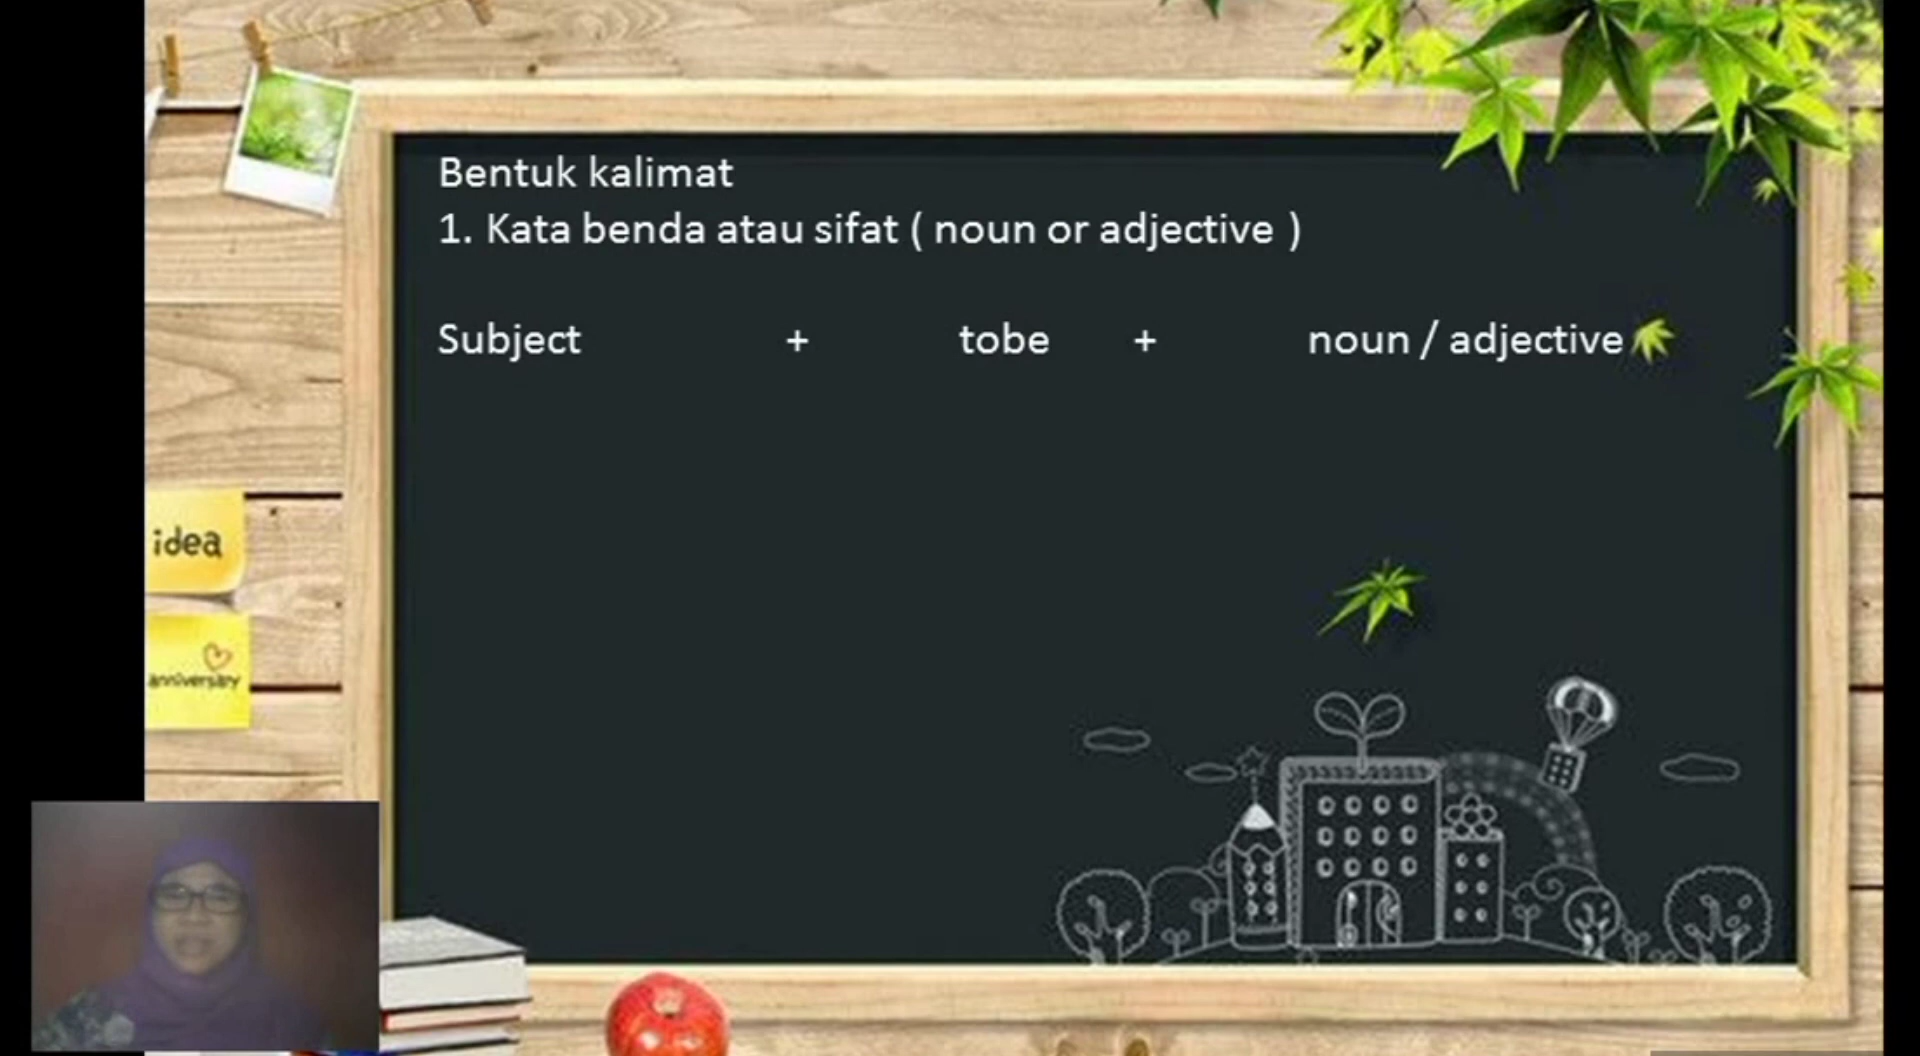 Bentuk kalimat
1. Kata benda atau sifat ( noun or adjective )
Subject + tobe + noun / adjective
idea
anniversary